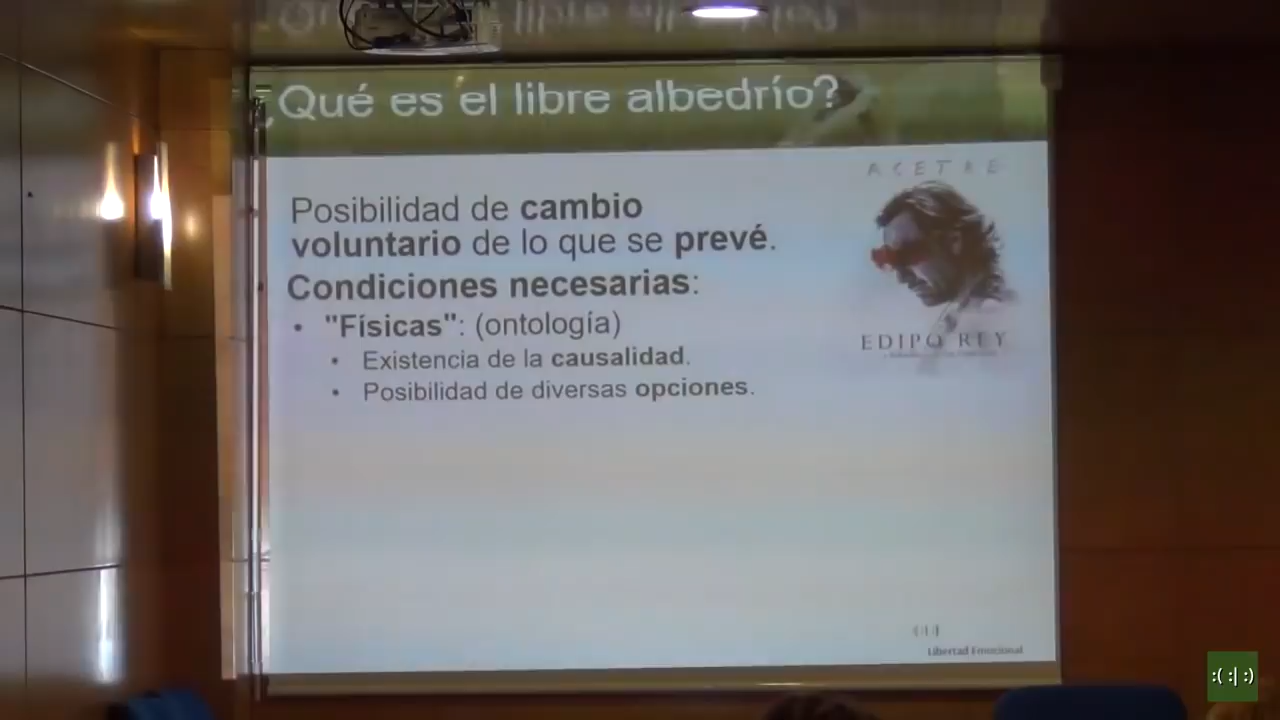 ¿Qué es el libre albedrío?
ACETRE
Posibilidad de cambio
voluntario de lo que se prevé.
Condiciones necesarias:
• "Físicas": (ontología)
EDIPO REY
• Existencia de la causalidad.
• Posibilidad de diversas opciones.
Libertad Emocional
:( :| :)